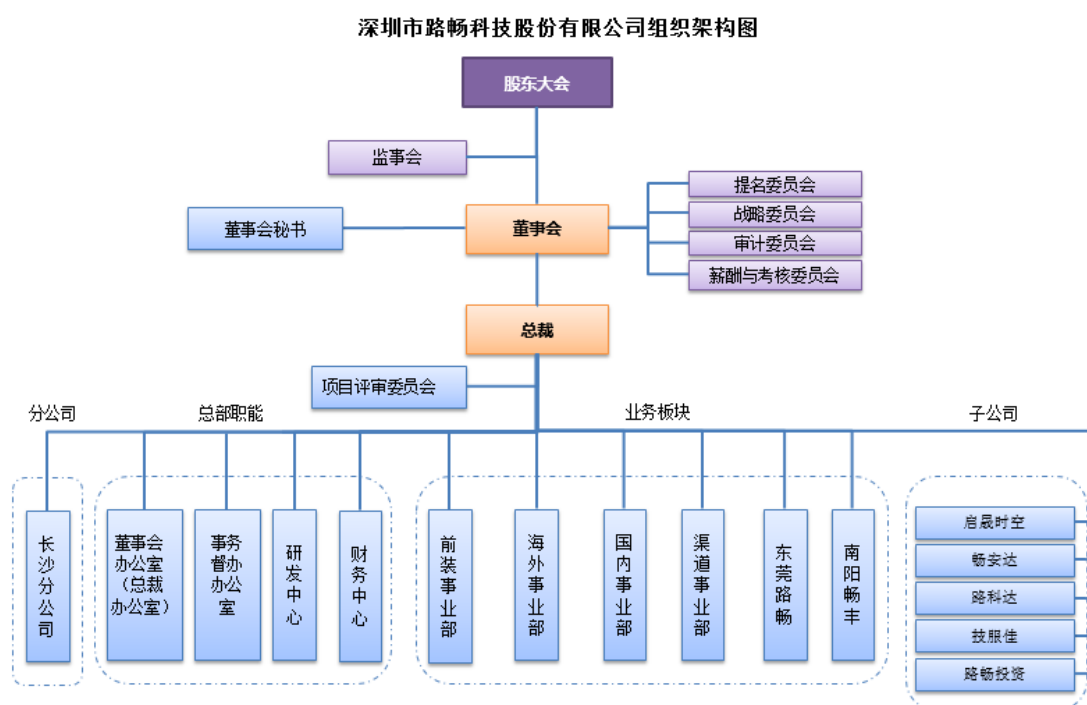 深圳市路畅科技股份有限公司组织架构图
股东大会
监事会
提名委员会
战略委员会
董事会秘书
董事会
审计委员会
薪酬与考核委员会
总裁
项目评审委员会
分公司
总部职能
业务板块
子公司
长沙分公司
董事会
办公室
（总裁
办公室）
事务
督办
办公
室
研发中心
财务中心
前装事业部
海外事业部
国内事业部
渠道事业部
东莞路畅
南阳畅丰
启晟时空
畅安达
路科达
技服佳
路畅投资